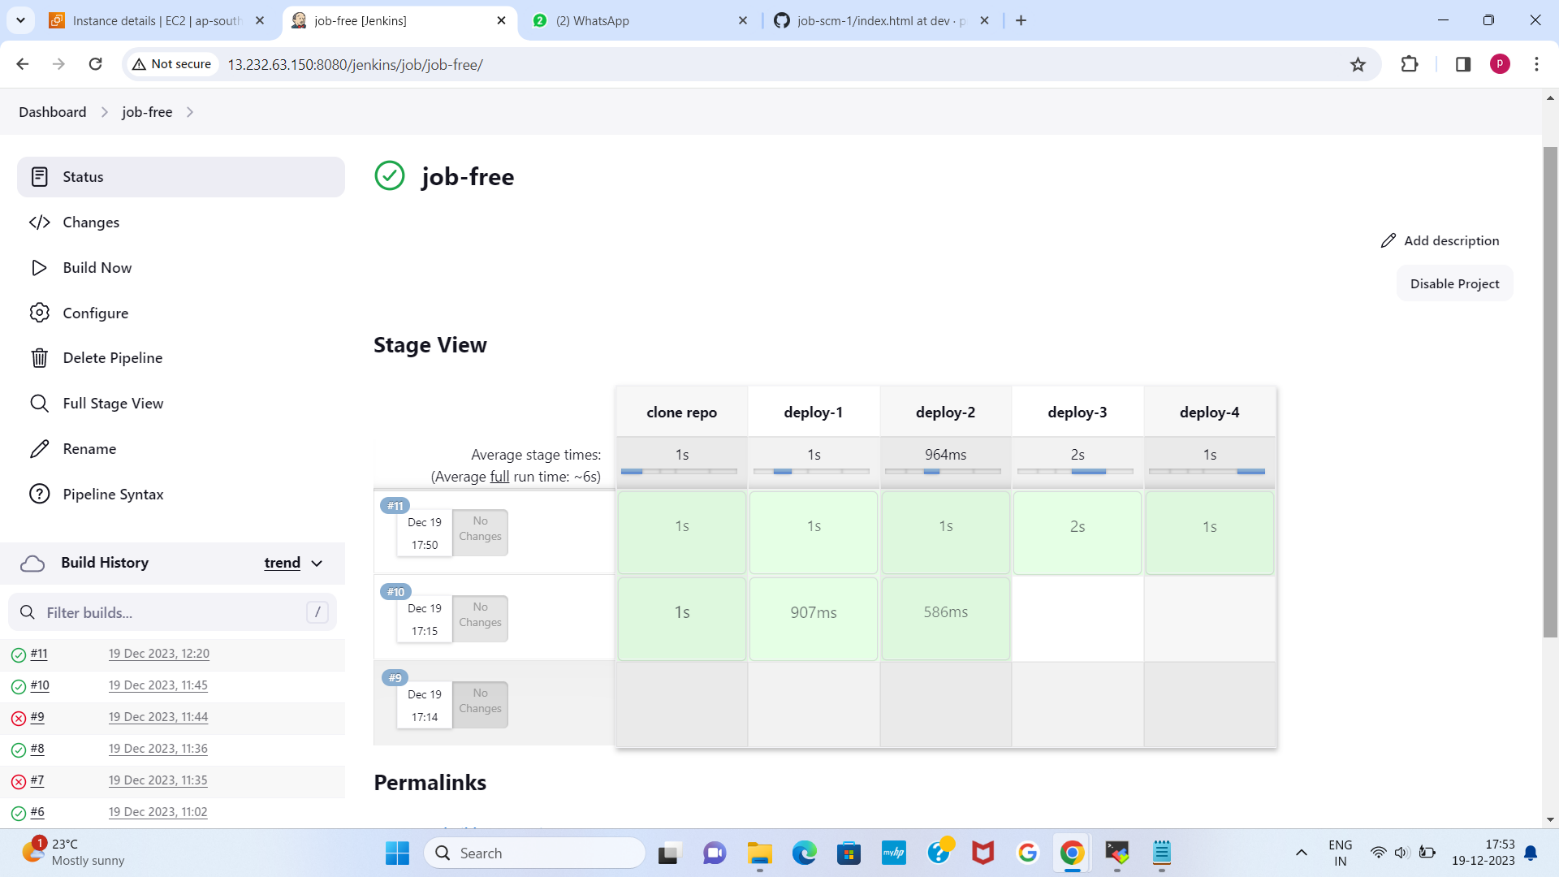 Instance details | EC2 | ap-south
job-free [Jenkins]
(2) WhatsApp
job-scm-1/index.html at dev · p
Not secure
13.232.63.150:8080/jenkins/job/job-free/
P
Dashboard
job-free
Status
Changes
Build Now
Configure
Delete Pipeline
Full Stage View
Rename
Pipeline Syntax
Build History
trend
Filter builds...
/
#11
19 Dec 2023, 12:20
#10
19 Dec 2023, 11:45
#9
19 Dec 2023, 11:44
#8
19 Dec 2023, 11:36
#7
19 Dec 2023, 11:35
#6
19 Dec 2023, 11:02
job-free
Add description
Disable Project
Stage View
clone repo
deploy-1
deploy-2
deploy-3
deploy-4
Average stage times:
(Average full run time: ~6s)
1s
1s
964ms
2s
1s
#11
Dec 19
17:50
No
Changes
1s
1s
1s
2s
1s
#10
Dec 19
17:15
No
Changes
1s
907ms
586ms
#9
Dec 19
17:14
No
Changes
Permalinks
1
23°C
Mostly sunny
Search
myhp
ENG
IN
17:53
19-12-2023